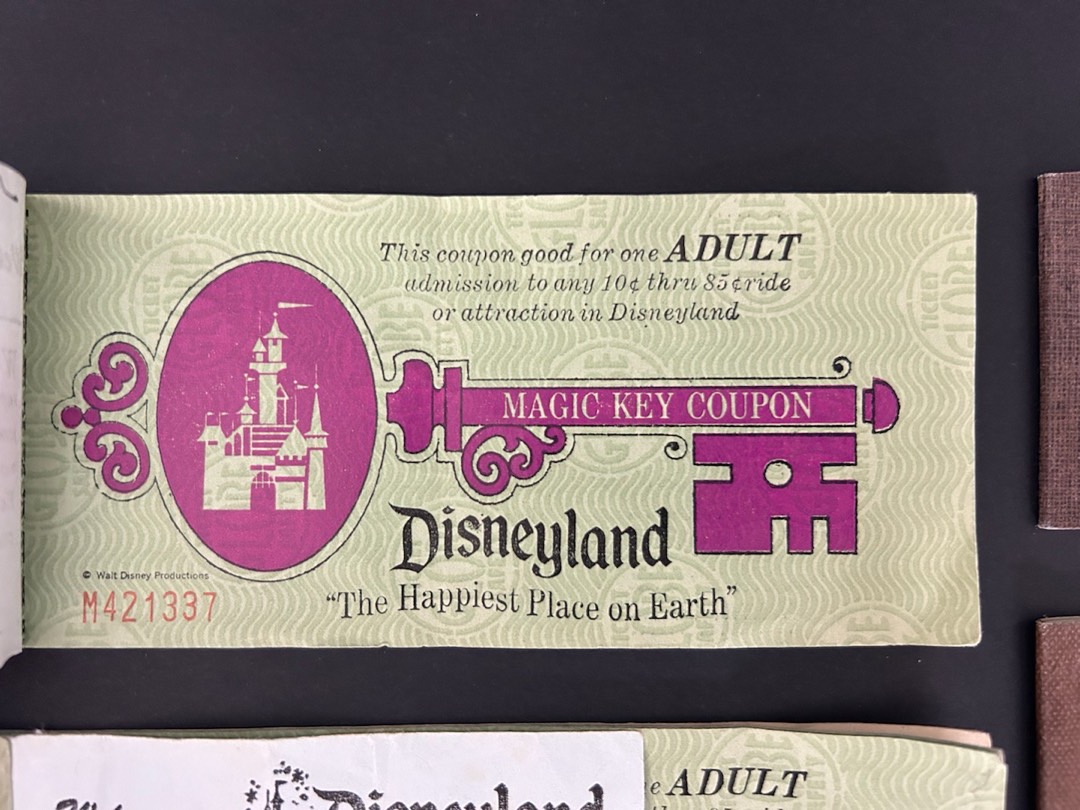 This coupon good for one ADULT
admission to any 10¢ thru 85¢ ride
or attraction in Disneyland
MAGIC KEY COUPON
Disneyland
"The Happiest Place on Earth"
© Walt Disney Productions
M421337
Disneyland
ADULT